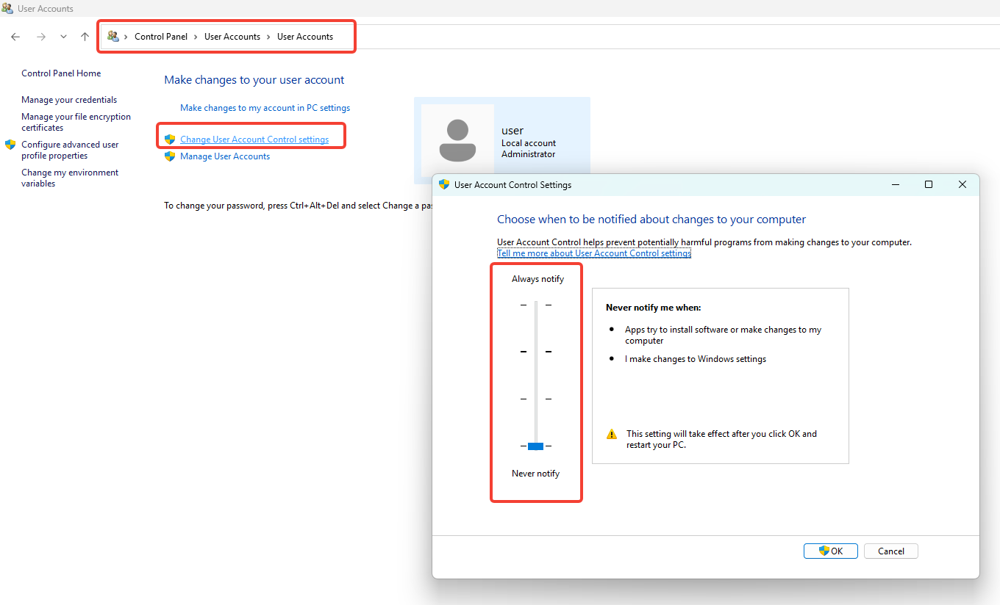 User Accounts
Control Panel › User Accounts › User Accounts
Control Panel Home
Manage your credentials
Manage your file encryption
certificates
Configure advanced user
profile properties
Change my environment
variables
Make changes to your user account
Make changes to my account in PC settings
Change User Account Control settings
Manage User Accounts
user
Local account
Administrator
To change your password, press Ctrl+Alt+Del and select Change a
User Account Control Settings
Choose when to be notified about changes to your computer
User Account Control helps prevent potentially harmful programs from making changes to your computer.
Tell me more about User Account Control settings
Always notify
Never notify
Never notify me when:
• Apps try to install software or make changes to my
computer
• I make changes to Windows settings
This setting will take effect after you click OK and
restart your PC.
OK
Cancel